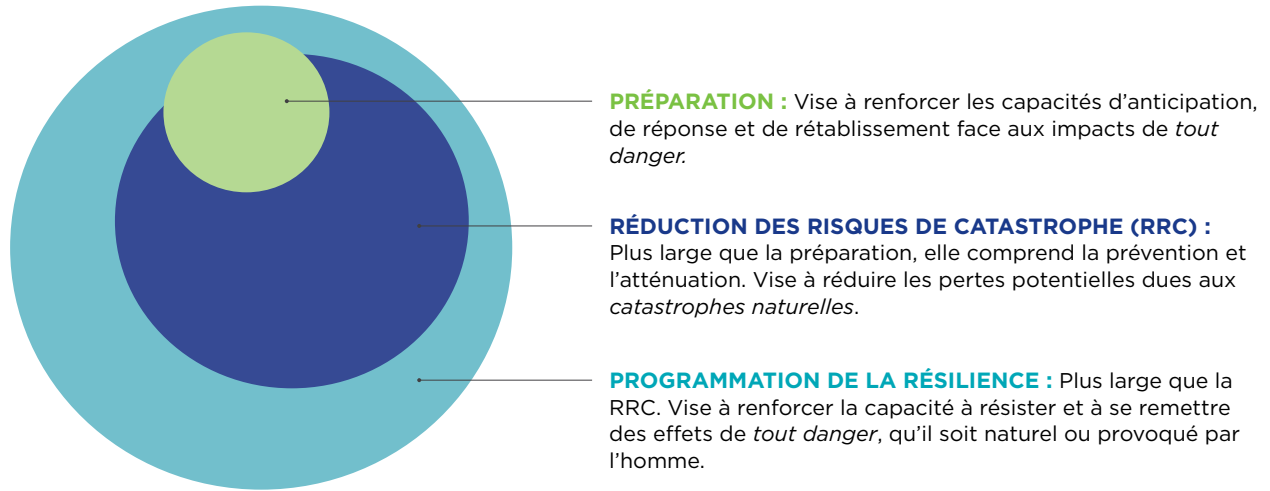 PRÉPARATION : Vise à renforcer les capacités d’anticipation,
de réponse et de rétablissement face aux impacts de tout
danger.
RÉDUCTION DES RISQUES DE CATASTROPHE (RRC) :
Plus large que la préparation, elle comprend la prévention et
l’atténuation. Vise à réduire les pertes potentielles dues aux
catastrophes naturelles.
PROGRAMMATION DE LA RÉSILIENCE : Plus large que la
RRC. Vise à renforcer la capacité à résister et à se remettre
des effets de tout danger, qu’il soit naturel ou provoqué par
l’homme.